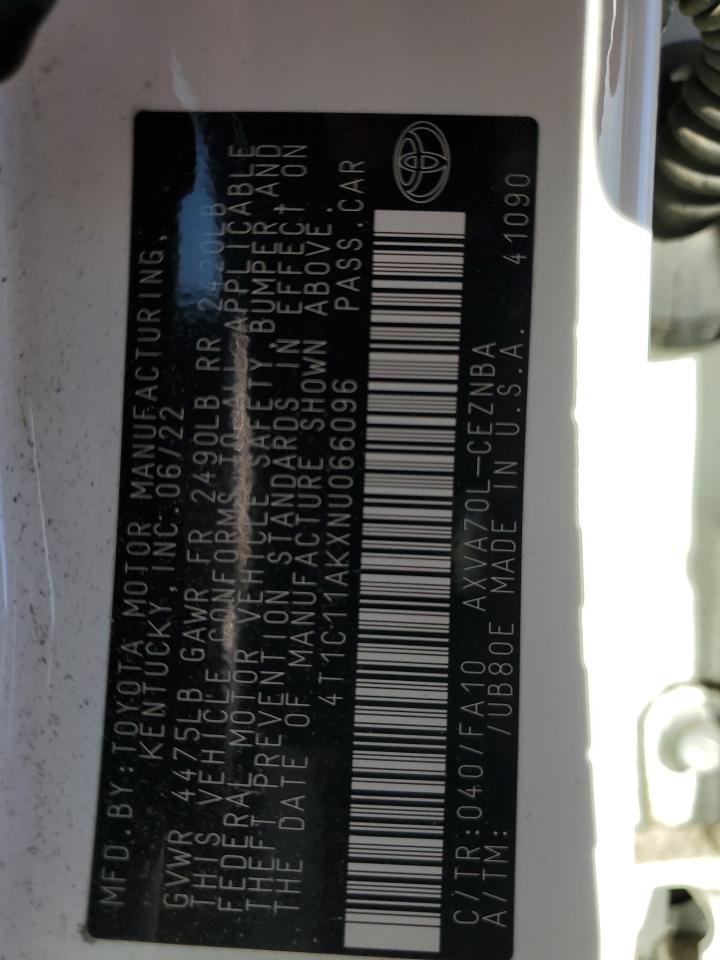 MFD.BY:TOYOTA MOTOR MANUFACTURING,
KENTUCKY,INC.06/22
GVWR 4475LB GAWR FR 2490LB RR 2420LB
THIS VEHICLE CONFORMS TO ALL APPLICABLE
FEDERAL MOTOR VEHICLE SAFETY,BUMPER AND
THEFT PREVENTION STANDARDS IN EFFECT ON
THE DATE OF MANUFACTURE SHOWN ABOVE.
4T1C11AKXNU066096 PASS.CAR
C/TR:040/FA10 AXVA70L-CEZNBA
A/TM: /UB80E MADE IN U.S.A. 41090